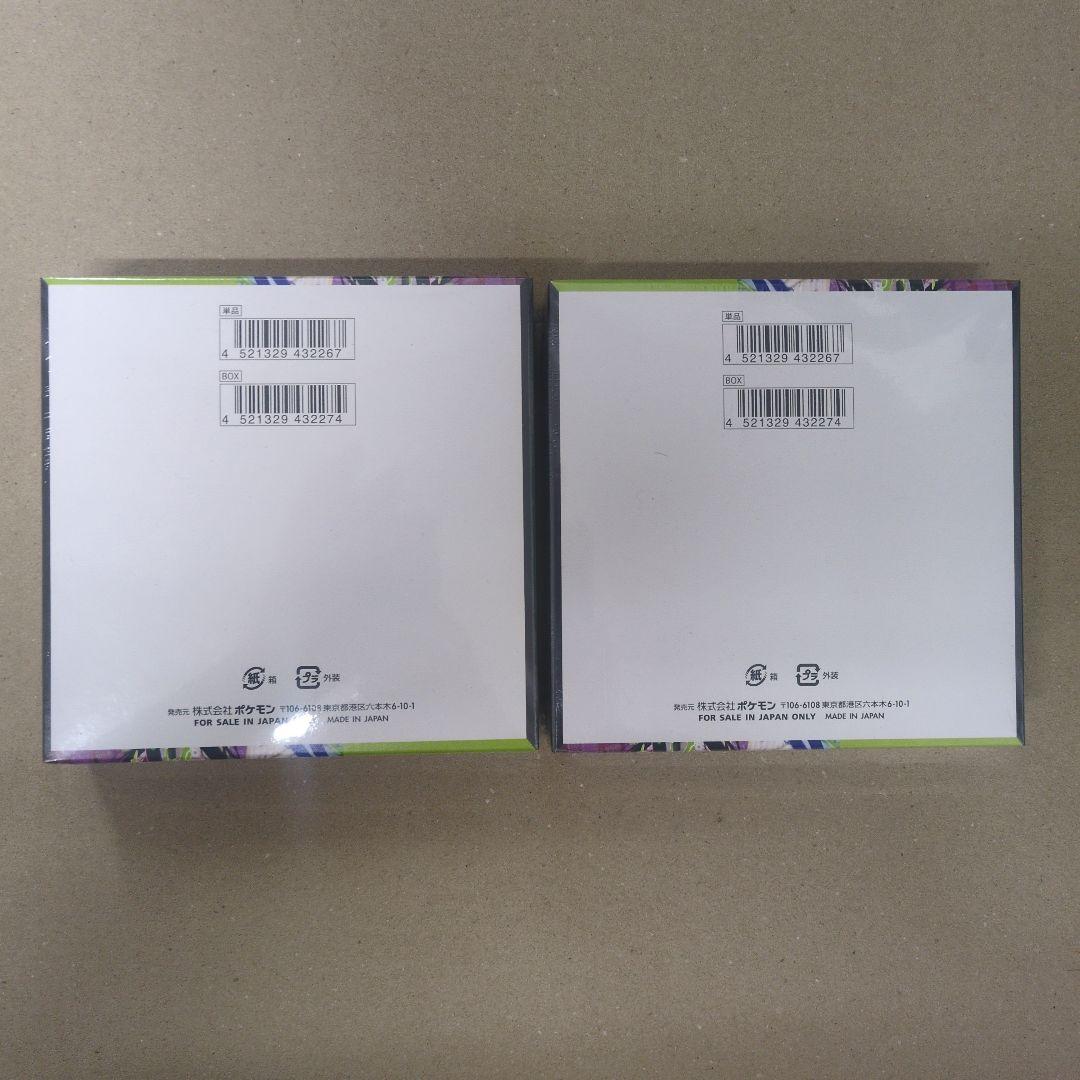 単品
4 521329 432267
BOX
4 521329 432274
紙 箱 プラ 外装
発売元 株式会社ポケモン 〒106-6108 東京都港区六本木6-10-1
FOR SALE IN JAPAN MADE IN JAPAN
単品
4 521329 432267
BOX
4 521329 432274
紙 箱 プラ 外装
発売元 株式会社ポケモン 〒106-6108 東京都港区六本木6-10-1
FOR SALE IN JAPAN ONLY MADE IN JAPAN